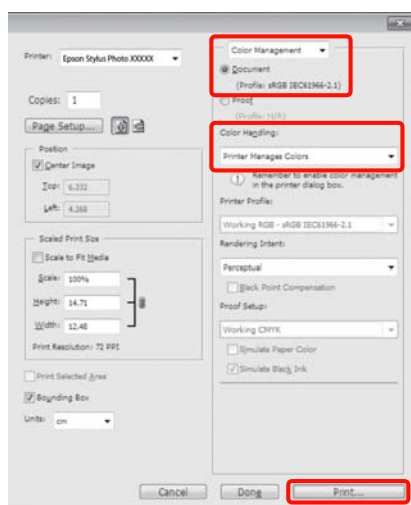 Printer: Epson Stylus Photo XXXXX
Copies: 1
Page Setup...
Position
Center Image
Top: 6.332
Left: 4.268
Scaled Print Size
Scale to Fit Media
Scale: 100%
Height: 14.71
Width: 12.48
Print Resolution: 72 PPI
Print Selected Area
Bounding Box
Units: cm
Color Management
Document
(Profile: sRGB IEC61966-2.1)
Proof
(Profile: N/A)
Color Handling:
Printer Manages Colors
Remember to enable color management
in the printer dialog box.
Printer Profile:
Working RGB - sRGB IEC61966-2.1
Rendering Intent:
Perceptual
Black Point Compensation
Proof Setup:
Working CMYK
Simulate Paper Color
Simulate Black Ink
Cancel
Done
Print...